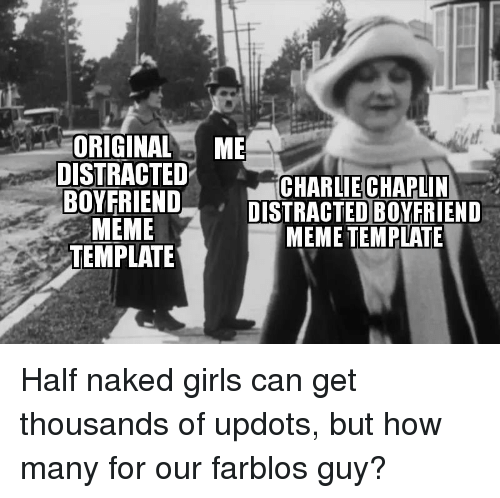 ORIGINAL
DISTRACTED
BOYFRIEND
MEME
TEMPLATE
ME
CHARLIE CHAPLIN
DISTRACTED BOYFRIEND
MEME TEMPLATE
Half naked girls can get
thousands of updots, but how
many for our farblos guy?